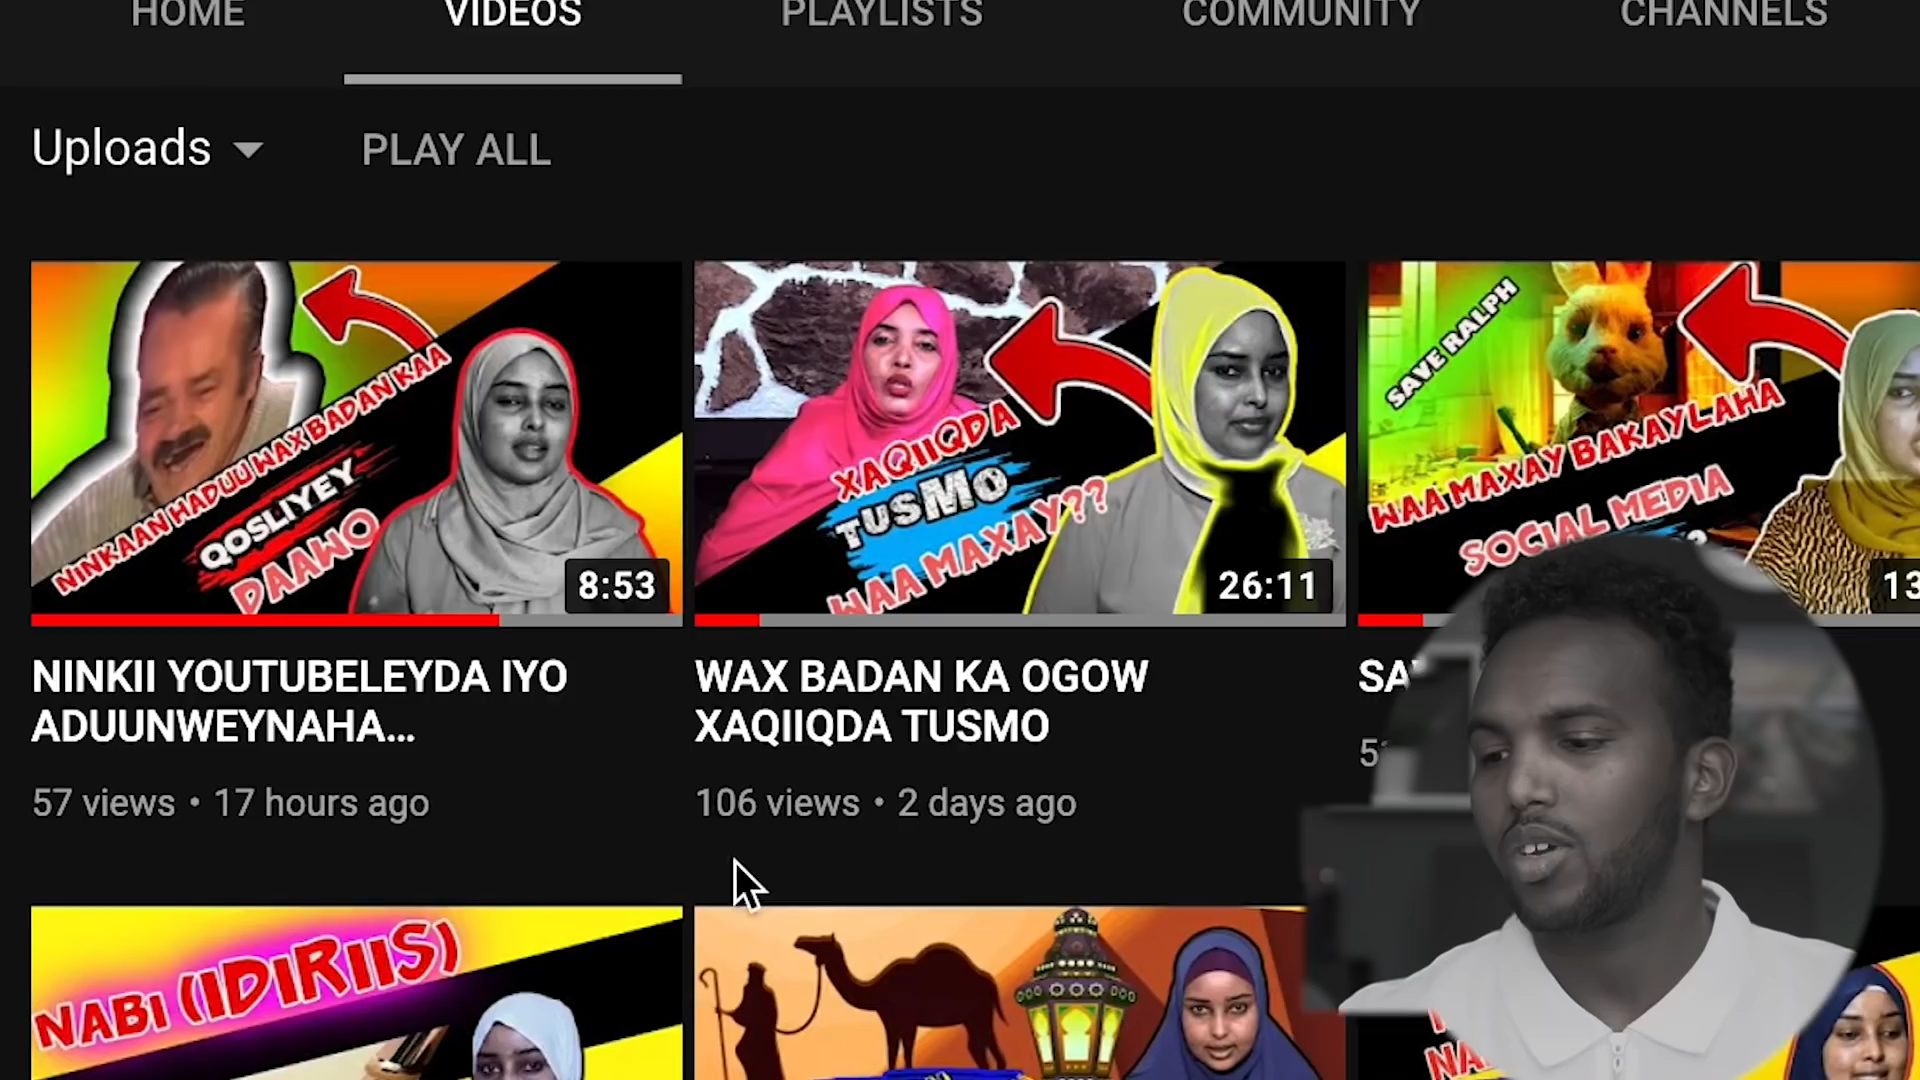 HOME VIDEOS PLAYLISTS COMMUNITY CHANNELS
Uploads PLAY ALL
NINKAAN HADUU WAX BADAN KAA
QOSLIYEY
DAAWO
8:53
XAQIIQDA
TUSMO
WAA MAXAY??
26:11
SAVE RALPH
WAA MAXAY BAKAYLAHA
SOCIAL MEDIA
13
NINKII YOUTUBELEYDA IYO
ADUUNWEYNAHA...
57 views • 17 hours ago
WAX BADAN KA OGOW
XAQIIQDA TUSMO
106 views • 2 days ago
NABI (IDIRIIS)